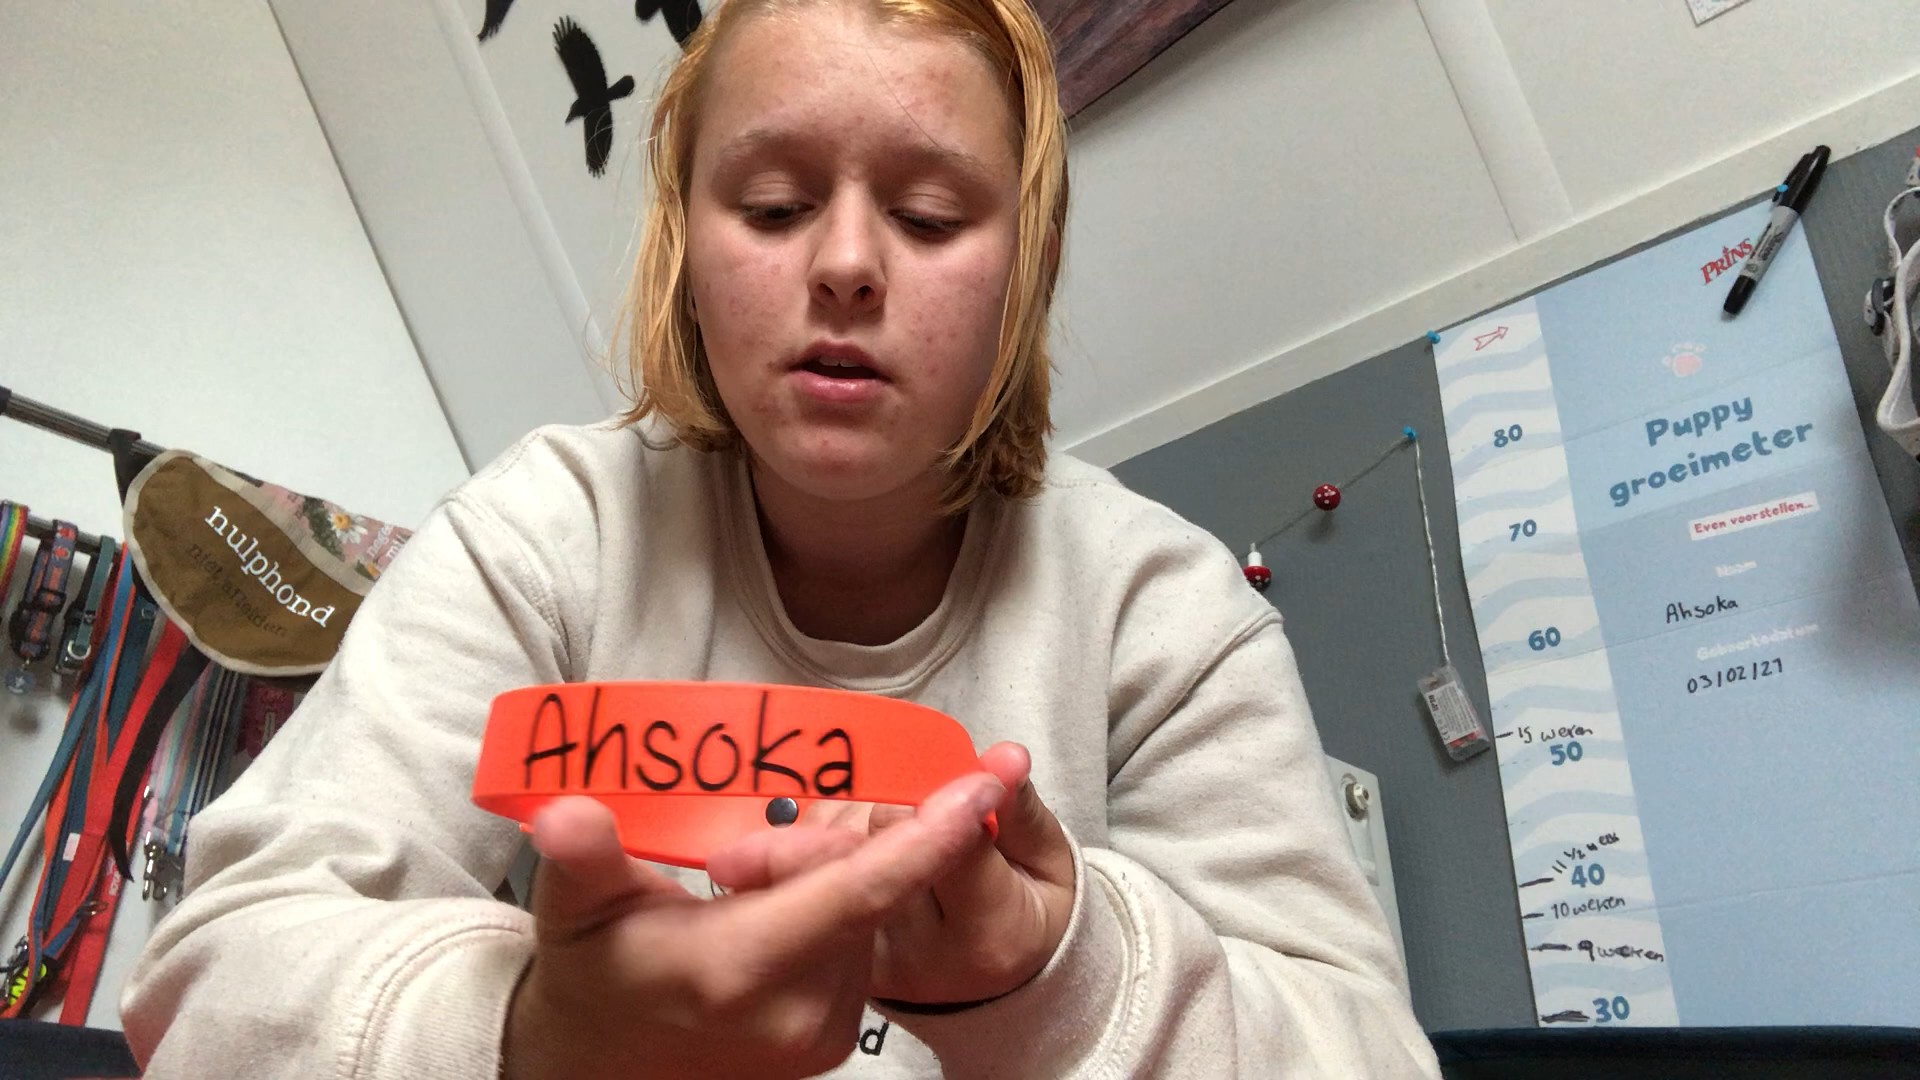 hulphond
niet afleiden
Ahsoka
d
PRINS
Puppy
groeimeter
Even voorstellen...
Naam
Ahsoka
Geboortedatum
03/02/21
80
70
60
15 weken
50
11 1/2 week
40
10 weken
9 weken
30